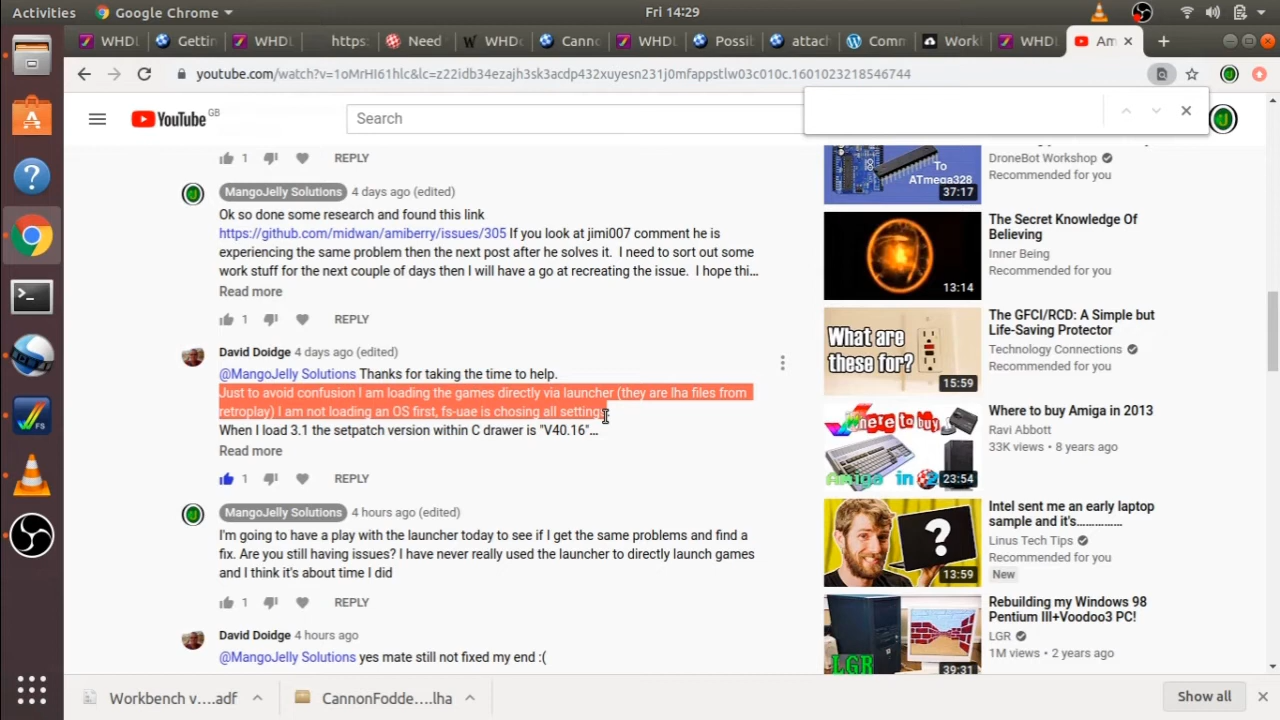 Activities
Google Chrome
Fri 14:29
WHDL
Gettin
WHDL
https:
Need
WHD
Canno
WHDL
Possil
attach
Comm
Workl
WHDL
Am
youtube.com/watch?v=1oMrHI61hlc&lc=z22idb34ezajh3sk3acdp432xuyesn231j0mfappstlw03c010c.1601023218546744
YouTube GB
Search
1 REPLY
MangoJelly Solutions 4 days ago (edited)
Ok so done some research and found this link
https://github.com/midwan/amiberry/issues/305 If you look at jimi007 comment he is
experiencing the same problem then the next post after he solves it. I need to sort out some
work stuff for the next couple of days then I will have a go at recreating the issue. I hope thi...
Read more
1 REPLY
David Doidge 4 days ago (edited)
@MangoJelly Solutions Thanks for taking the time to help.
Just to avoid confusion I am loading the games directly via launcher (they are lha files from
retroplay) I am not loading an OS first, fs-uae is chosing all settings
When I load 3.1 the setpatch version within C drawer is "V40.16"...
Read more
1 REPLY
MangoJelly Solutions 4 hours ago (edited)
I'm going to have a play with the launcher today to see if I get the same problems and find a
fix. Are you still having issues? I have never really used the launcher to directly launch games
and I think it's about time I did
1 REPLY
David Doidge 4 hours ago
@MangoJelly Solutions yes mate still not fixed my end :(
To
ATmega328
37:17
DroneBot Workshop
Recommended for you
13:14
The Secret Knowledge Of
Believing
Inner Being
Recommended for you
What are
these for?
15:59
The GFCI/RCD: A Simple but
Life-Saving Protector
Technology Connections
Recommended for you
Where to buy
Amiga in 2013
23:54
Where to buy Amiga in 2013
Ravi Abbott
33K views • 8 years ago
?
13:59
Intel sent me an early laptop
sample and it's..............
Linus Tech Tips
Recommended for you
New
LGR
39:31
Rebuilding my Windows 98
Pentium III+Voodoo3 PC!
LGR
1M views • 2 years ago
FS
Workbench v....adf
CannonFodde....lha
Show all